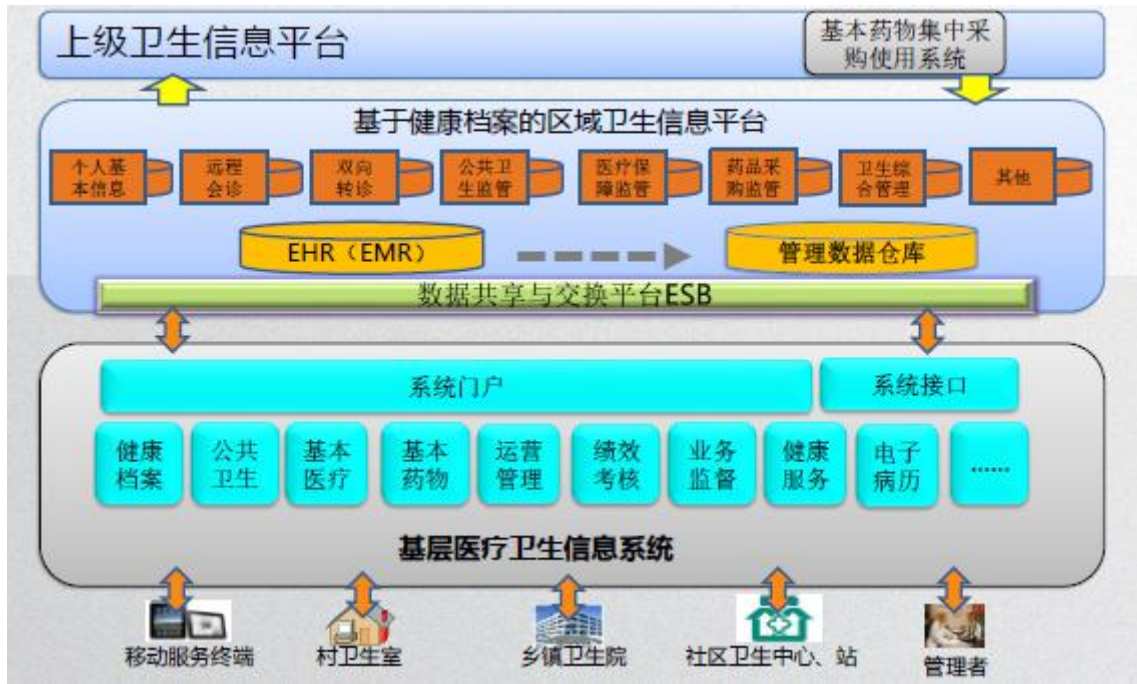 上级卫生信息平台
基本药物集中采
购使用系统
基于健康档案的区域卫生信息平台
个人基
本信息
远程
会诊
双向
转诊
公共卫
生监管
医疗保
障监管
药品采
购监管
卫生综
合管理
其他
EHR（EMR）
管理数据仓库
数据共享与交换平台ESB
系统门户
系统接口
健康
档案
公共
卫生
基本
医疗
基本
药物
运营
管理
绩效
考核
业务
监督
健康
服务
电子
病历
……
基层医疗卫生信息系统
移动服务终端
村卫生室
乡镇卫生院
社区卫生中心、站
管理者